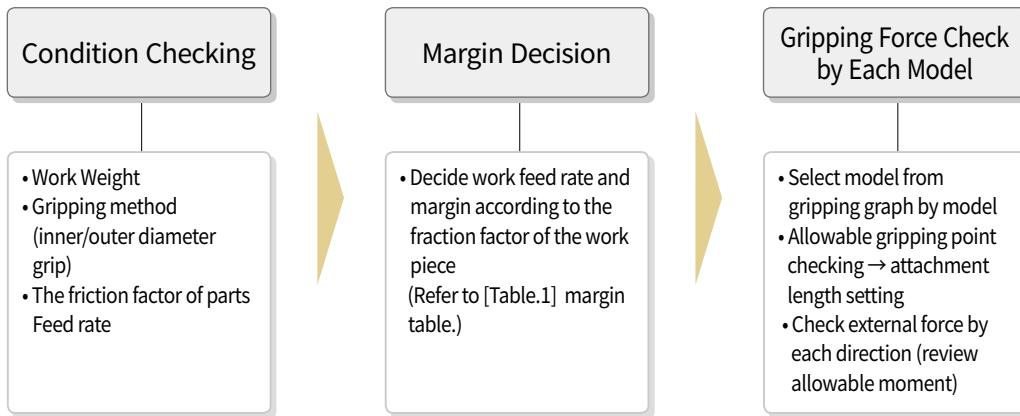 Condition Checking
• Work Weight
• Gripping method
(inner/outer diameter
grip)
• The friction factor of parts
Feed rate
Margin Decision
• Decide work feed rate and
margin according to the
fraction factor of the work
piece
(Refer to [Table.1] margin
table.)
Gripping Force Check
by Each Model
• Select model from
gripping graph by model
• Allowable gripping point
checking → attachment
length setting
• Check external force by
each direction (review
allowable moment)